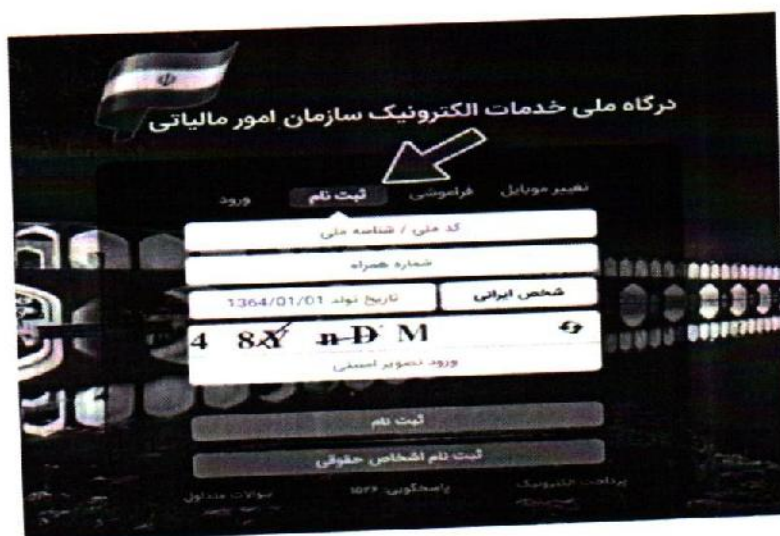 درگاه ملی خدمات الکترونیک سازمان امور مالیاتی
تغییر موبایل فراموشی ثبت نام ورود
کد ملی / شناسه ملی
شماره همراه
شخص ایرانی تاریخ تولد 1364/01/01
4 8Y nD M
ورود تصویر امنیتی
ثبت نام
ثبت نام اشخاص حقوقی
پرداخت الکترونیک پاسخگویی: ۱۵۲۶ سوالات متداول